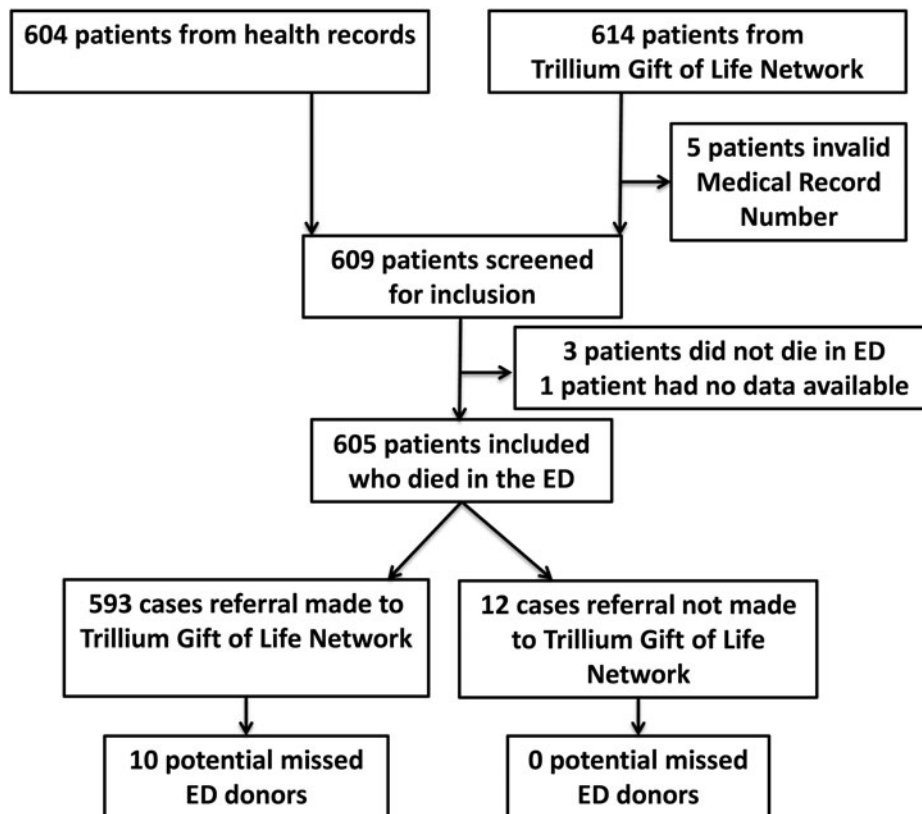 604 patients from health records
614 patients from
Trillium Gift of Life Network
5 patients invalid
Medical Record
Number
609 patients screened
for inclusion
3 patients did not die in ED
1 patient had no data available
605 patients included
who died in the ED
593 cases referral made to
Trillium Gift of Life Network
12 cases referral not made
to Trillium Gift of Life
Network
10 potential missed
ED donors
0 potential missed
ED donors